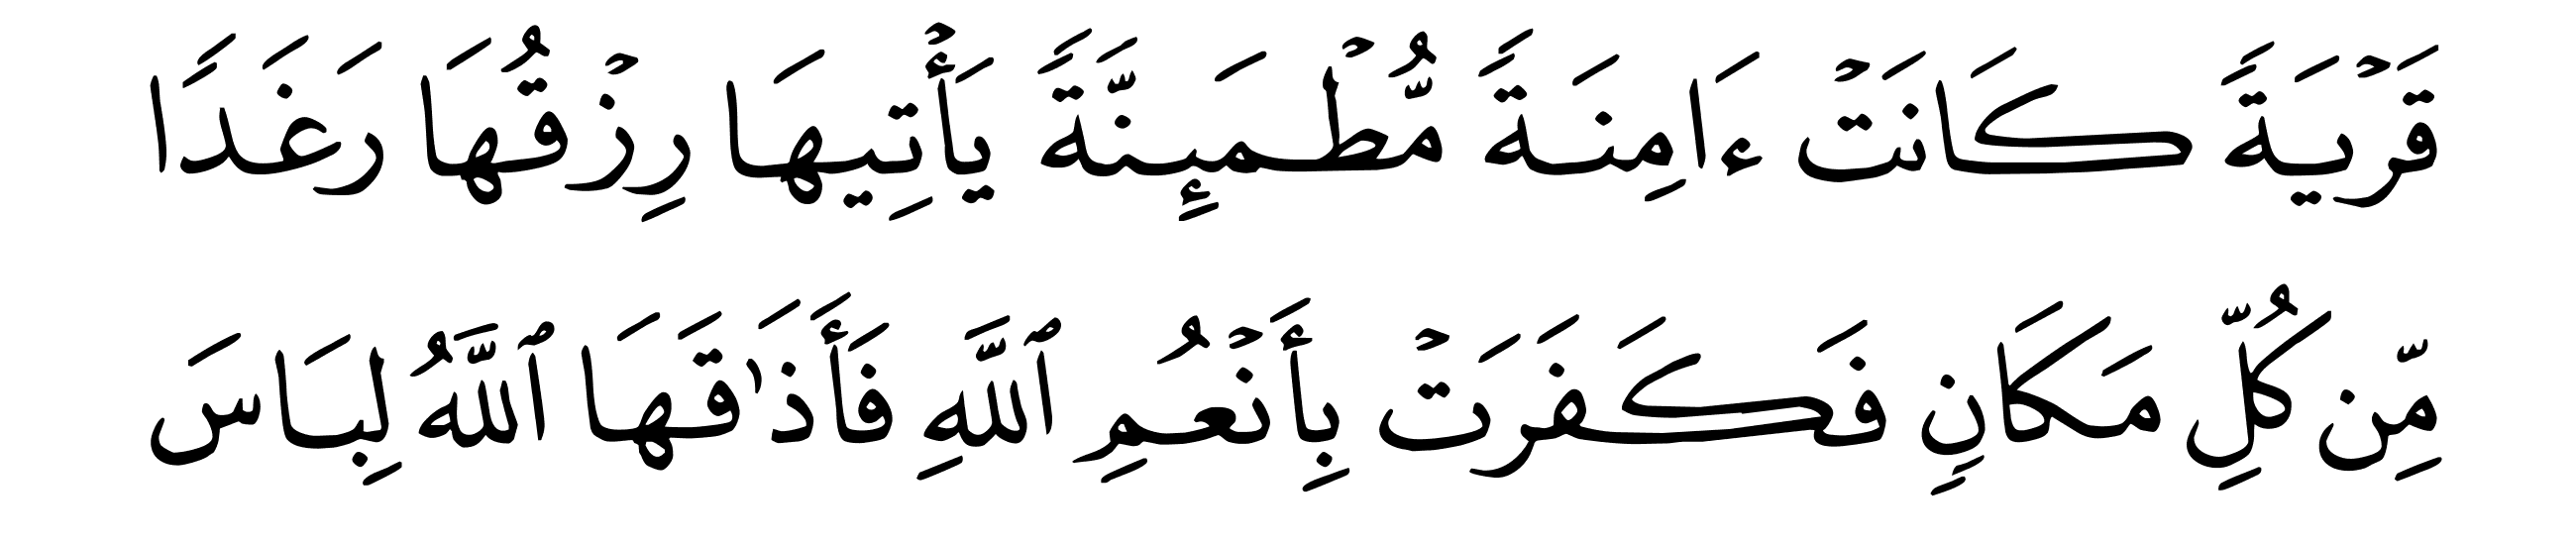 قَرْيَةً كَانَتْ ءَامِنَةً مُّطْمَئِنَّةً يَأْتِيهَا رِزْقُهَا رَغَدًا
مِّن كُلِّ مَكَانٍ فَكَفَرَتْ بِأَنْعُمِ ٱللَّهِ فَأَذَٰقَهَا ٱللَّهُ لِبَاسَ